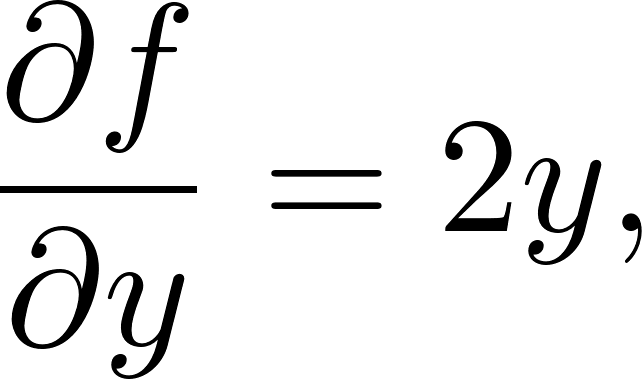 ∂f/∂y = 2y,